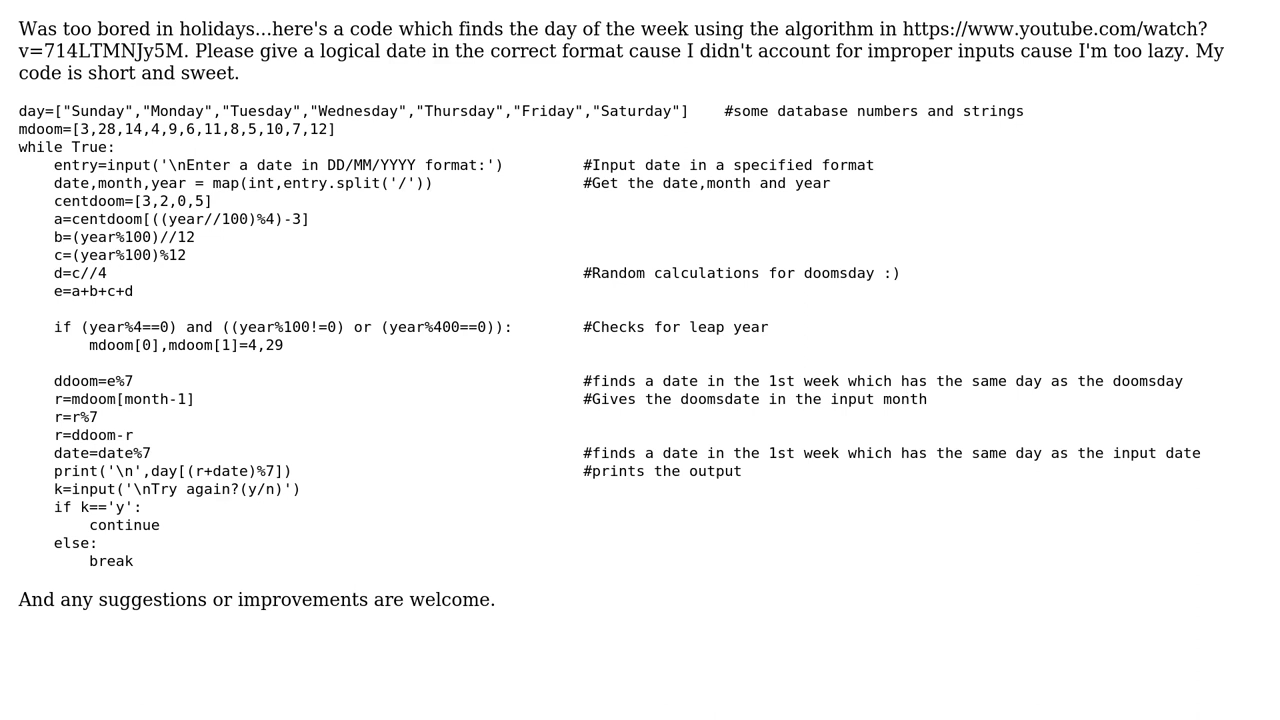 Was too bored in holidays...here's a code which finds the day of the week using the algorithm in https://www.youtube.com/watch?
v=714LTMNJy5M. Please give a logical date in the correct format cause I didn't account for improper inputs cause I'm too lazy. My
code is short and sweet.
day=["Sunday","Monday","Tuesday","Wednesday","Thursday","Friday","Saturday"]    #some database numbers and strings
mdoom=[3,28,14,4,9,6,11,8,5,10,7,12]
while True:
    entry=input('\nEnter a date in DD/MM/YYYY format:')         #Input date in a specified format
    date,month,year = map(int,entry.split('/'))                 #Get the date,month and year
    centdoom=[3,2,0,5]
    a=centdoom[((year//100)%4)-3]
    b=(year%100)//12
    c=(year%100)%12
    d=c//4                                                      #Random calculations for doomsday :)
    e=a+b+c+d
    if (year%4==0) and ((year%100!=0) or (year%400==0)):        #Checks for leap year
        mdoom[0],mdoom[1]=4,29
    ddoom=e%7                                                   #finds a date in the 1st week which has the same day as the doomsday
    r=mdoom[month-1]                                            #Gives the doomsdate in the input month
    r=r%7
    r=ddoom-r
    date=date%7                                                 #finds a date in the 1st week which has the same day as the input date
    print('\n',day[(r+date)%7])                                 #prints the output
    k=input('\nTry again?(y/n)')
    if k=='y':
        continue
    else:
        break
And any suggestions or improvements are welcome.